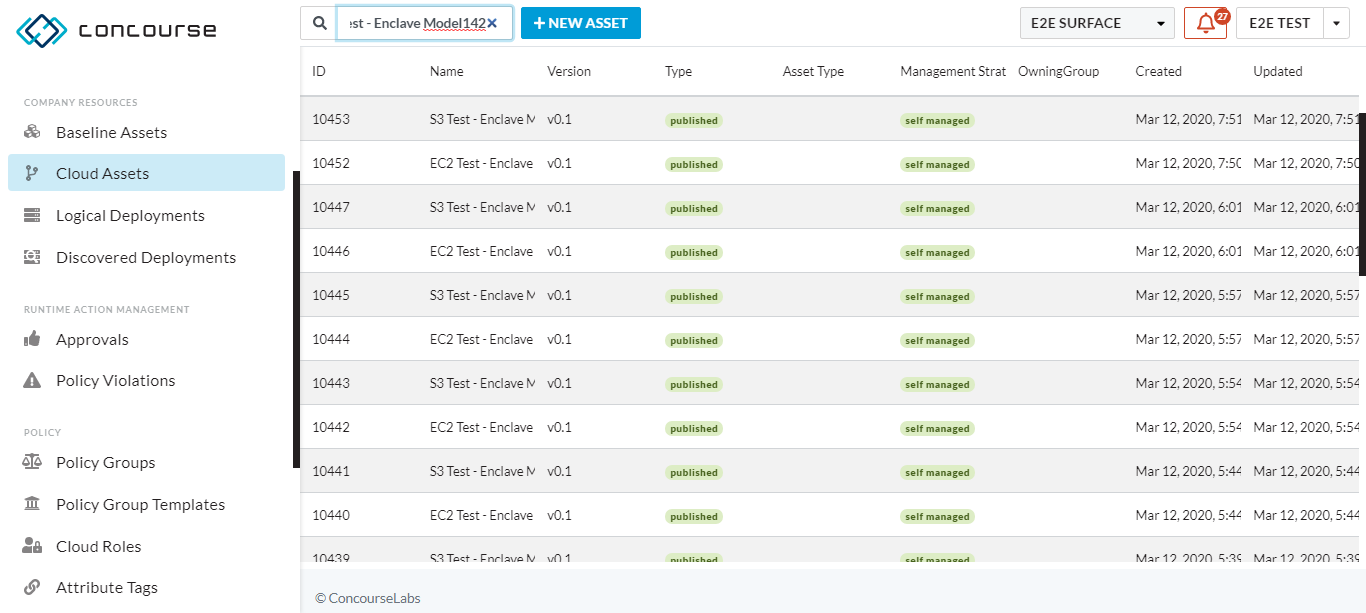 concourse
est - Enclave Model142
NEW ASSET
E2E SURFACE
27
E2E TEST
COMPANY RESOURCES
Baseline Assets
Cloud Assets
Logical Deployments
Discovered Deployments
RUNTIME ACTION MANAGEMENT
Approvals
Policy Violations
POLICY
Policy Groups
Policy Group Templates
Cloud Roles
Attribute Tags
ID Name Version Type Asset Type Management Strat OwningGroup Created Updated
10453 S3 Test - Enclave M v0.1 published self managed Mar 12, 2020, 7:51 Mar 12, 2020, 7:51
10452 EC2 Test - Enclave v0.1 published self managed Mar 12, 2020, 7:50 Mar 12, 2020, 7:50
10447 S3 Test - Enclave M v0.1 published self managed Mar 12, 2020, 6:01 Mar 12, 2020, 6:01
10446 EC2 Test - Enclave v0.1 published self managed Mar 12, 2020, 6:01 Mar 12, 2020, 6:01
10445 S3 Test - Enclave M v0.1 published self managed Mar 12, 2020, 5:57 Mar 12, 2020, 5:57
10444 EC2 Test - Enclave v0.1 published self managed Mar 12, 2020, 5:57 Mar 12, 2020, 5:57
10443 S3 Test - Enclave M v0.1 published self managed Mar 12, 2020, 5:54 Mar 12, 2020, 5:54
10442 EC2 Test - Enclave v0.1 published self managed Mar 12, 2020, 5:54 Mar 12, 2020, 5:54
10441 S3 Test - Enclave M v0.1 published self managed Mar 12, 2020, 5:44 Mar 12, 2020, 5:44
10440 EC2 Test - Enclave v0.1 published self managed Mar 12, 2020, 5:44 Mar 12, 2020, 5:44
10439 S3 Test - Enclave M v0.1 published self managed Mar 12, 2020, 5:39 Mar 12, 2020, 5:39
© ConcourseLabs